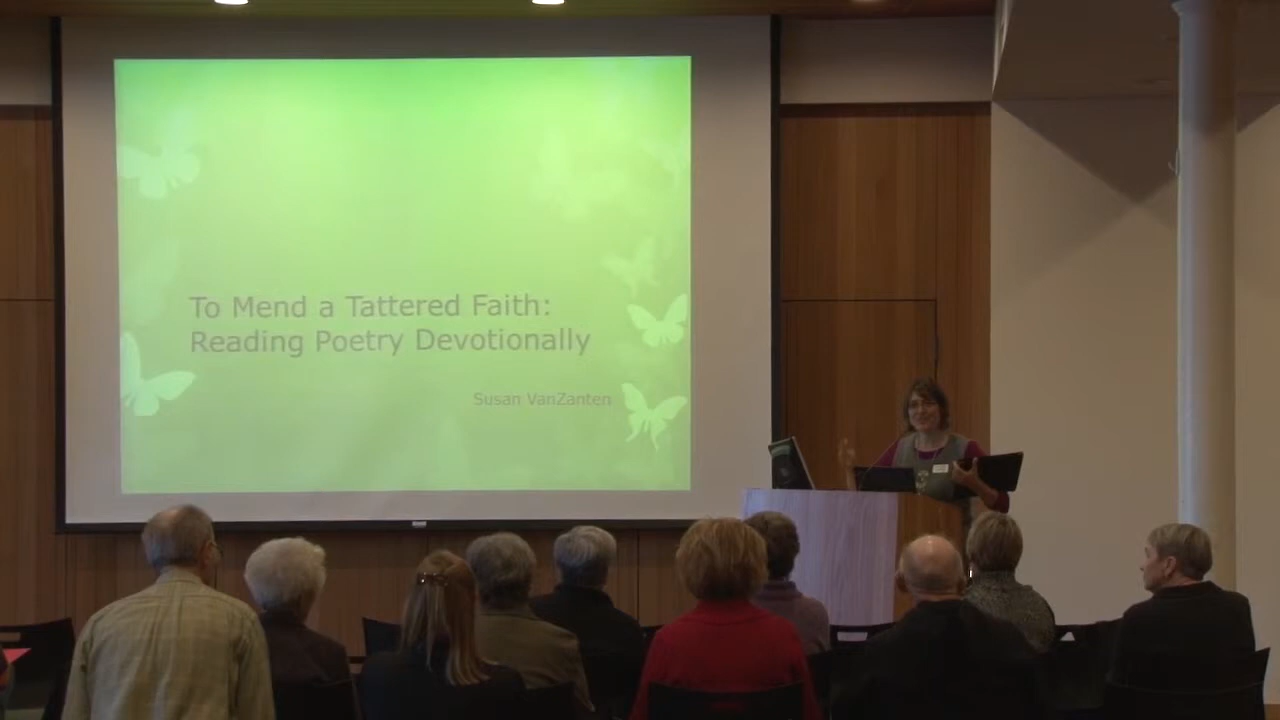 To Mend a Tattered Faith:
Reading Poetry Devotionally
Susan VanZanten